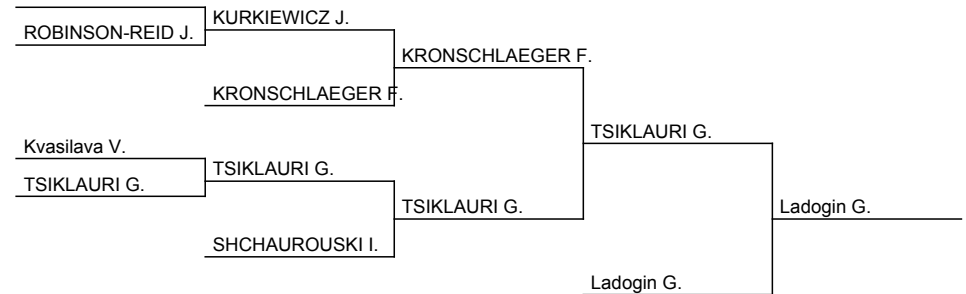 KURKIEWICZ J.
ROBINSON-REID J.
KRONSCHLAEGER F.
KRONSCHLAEGER F.
TSIKLAURI G.
Kvasilava V.
TSIKLAURI G.
TSIKLAURI G.
TSIKLAURI G.
Ladogin G.
SHCHAUROUSKI I.
Ladogin G.